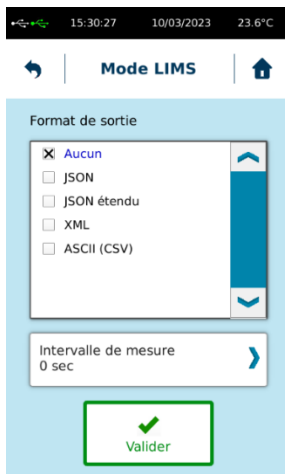 15:30:27 10/03/2023 23.6°C
Mode LIMS
Format de sortie
Aucun
JSON
JSON étendu
XML
ASCII (CSV)
Intervalle de mesure
0 sec
Valider